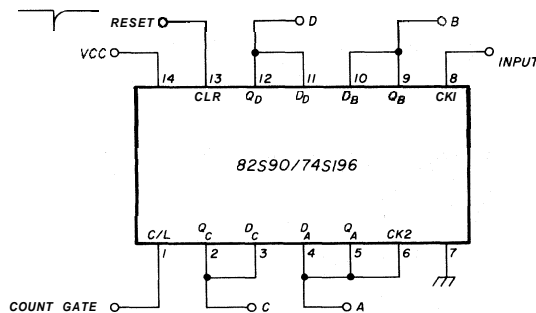 RESET D B
VCC INPUT
14 13 12 11 10 9 8
CLR QD DD DB QB CK1
82S90/74S196
C/L QC DC DA QA CK2
1 2 3 4 5 6 7
COUNT GATE C A